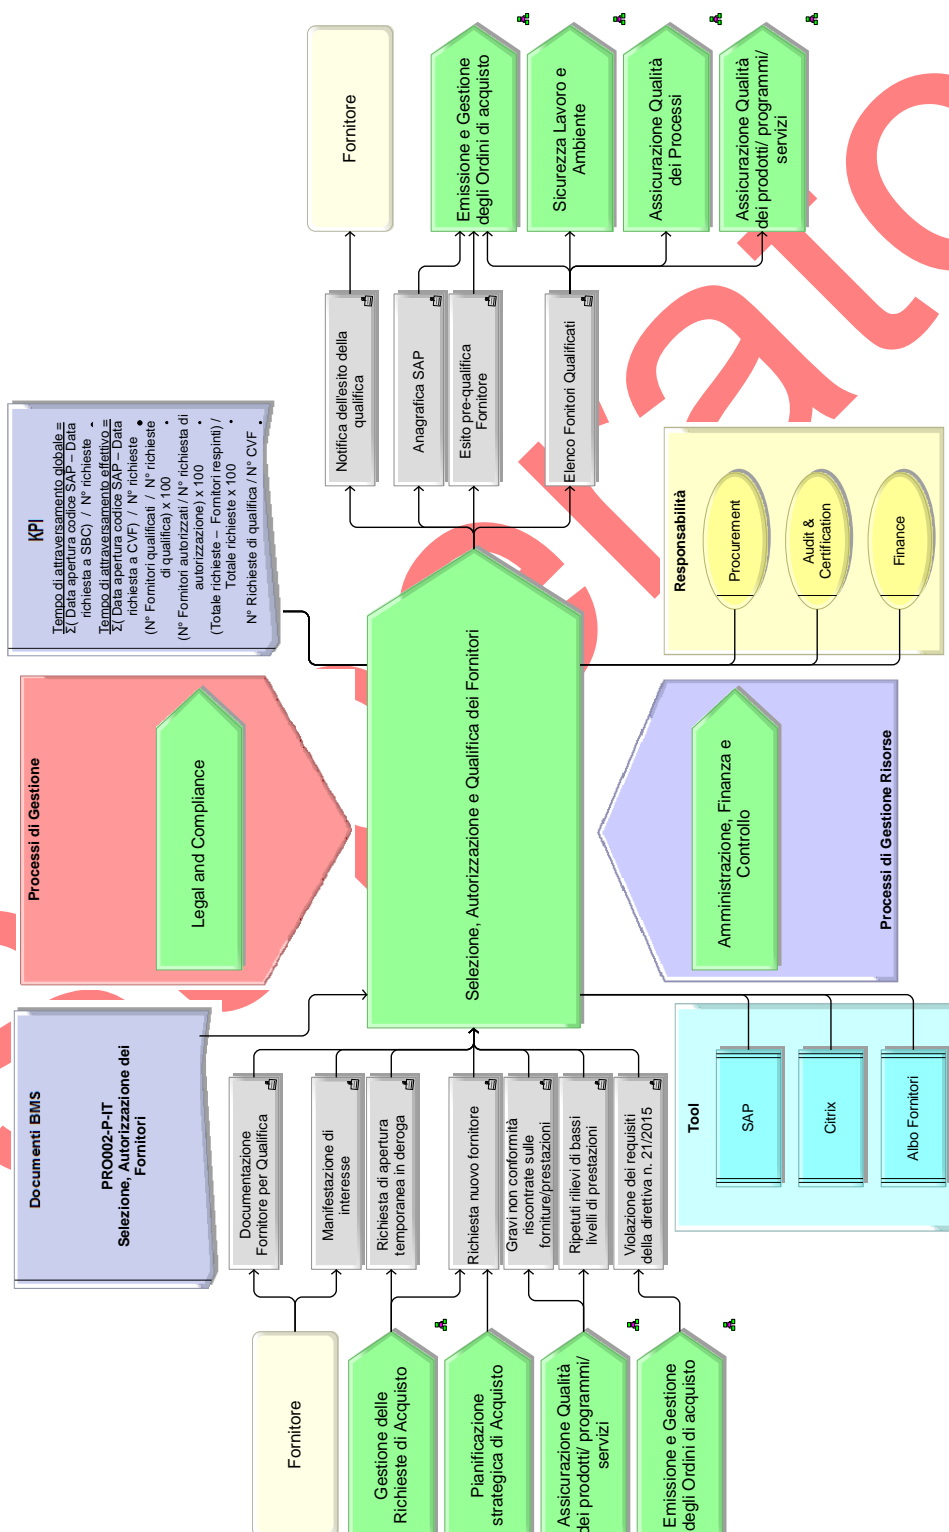 Documenti BMS
PRO002-P-IT
Selezione, Autorizzazione dei
Fornitori
Processi di Gestione
Legal and Compliance
KPI
Tempo di attraversamento globale =
Σ( Data apertura codice SAP – Data
richiesta a SBC) / N° richieste
Tempo di attraversamento effettivo =
Σ( Data apertura codice SAP – Data
richiesta a CVF) / N° richieste
(N° Fornitori qualificati / N° richieste
di qualifica) x 100
(N° Fornitori autorizzati / N° richiesta di
autorizzazione) x 100
(Totale richieste – Fornitori respinti) /
Totale richieste x 100
N° Richieste di qualifica / N° CVF
Fornitore
Gestione delle
Richieste di Acquisto
Pianificazione
strategica di Acquisto
Assicurazione Qualità
dei prodotti/ programmi/
servizi
Emissione e Gestione
degli Ordini di acquisto
Documentazione
Fornitore per Qualifica
Manifestazione di
interesse
Richiesta di apertura
temporanea in deroga
Richiesta nuovo fornitore
Gravi non conformità
riscontrate sulle
forniture/prestazioni
Ripetuti rilievi di bassi
livelli di prestazioni
Violazione dei requisiti
della direttiva n. 21/2015
Selezione, Autorizzazione e Qualifica dei Fornitori
Notifica dell'esito della
qualifica
Anagrafica SAP
Esito pre-qualifica
Fornitore
Elenco Fonitori Qualificati
Fornitore
Emissione e Gestione
degli Ordini di acquisto
Sicurezza Lavoro e
Ambiente
Assicurazione Qualità
dei Processi
Assicurazione Qualità
dei prodotti/ programmi/
servizi
Tool
SAP
Citrix
Albo Fornitori
Amministrazione, Finanza e
Controllo
Processi di Gestione Risorse
Responsabilità
Procurement
Audit &
Certification
Finance